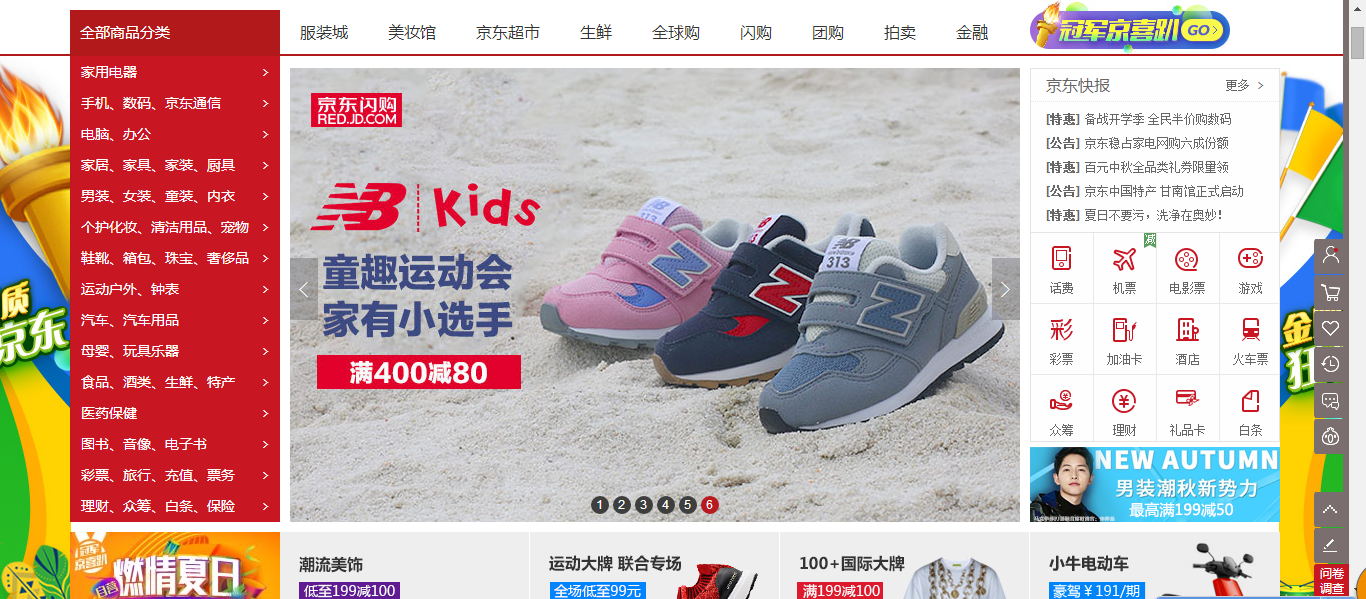 全部商品分类
服装城 美妆馆 京东超市 生鲜 全球购 闪购 团购 拍卖 金融
冠军京喜趴 GO
家用电器
手机、数码、京东通信
电脑、办公
家居、家具、家装、厨具
男装、女装、童装、内衣
个护化妆、清洁用品、宠物
鞋靴、箱包、珠宝、奢侈品
运动户外、钟表
汽车、汽车用品
母婴、玩具乐器
食品、酒类、生鲜、特产
医药保健
图书、音像、电子书
彩票、旅行、充值、票务
理财、众筹、白条、保险
京东闪购
RED.JD.COM
NB Kids
童趣运动会
家有小选手
满400减80
313
313
1 2 3 4 5 6
京东快报 更多
[特惠] 备战开学季 全民半价购数码
[公告] 京东稳占家电网购六成份额
[特惠] 百元中秋全品类礼券限量领
[公告] 京东中国特产 甘南馆正式启动
[特惠] 夏日不要污，洗净在奥妙！
减
话费 机票 电影票 游戏
彩票 加油卡 酒店 火车票
众筹 理财 礼品卡 白条
NEW AUTUMN
男装潮秋新势力
最高满199减50
质
京东
金
狂
问卷
调查
冠军
京喜趴
燃情夏日
潮流美饰
低至199减100
运动大牌 联合专场
全场低至99元
100+国际大牌
满199减100
小牛电动车
豪驾￥191/期